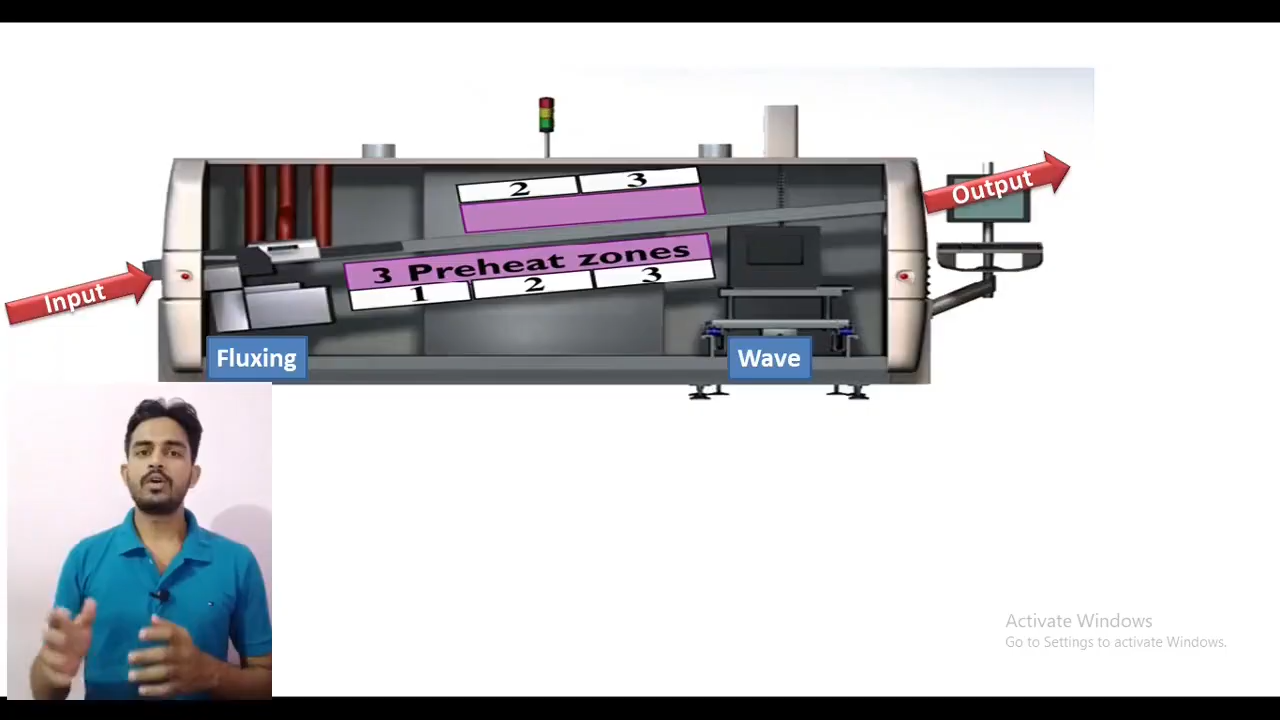 2 3
Output
3 Preheat zones
1 2 3
Input
Fluxing
Wave
Activate Windows
Go to Settings to activate Windows.